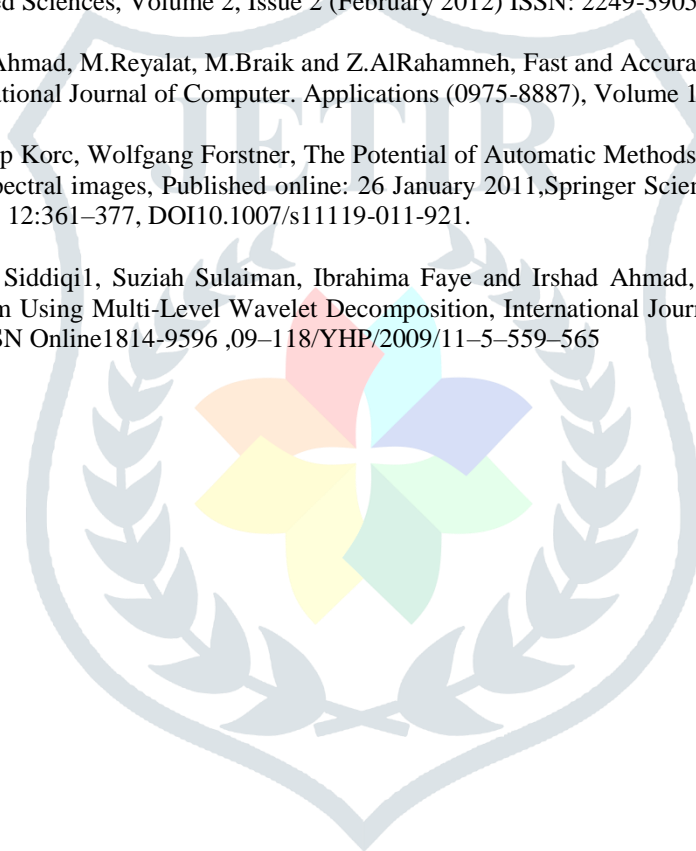 ed Sciences, Volume 2, Issue 2 (February 2012) ISSN: 2249-3905
Ahmad, M.Reyalat, M.Braik and Z.AlRahamneh, Fast and Accura
ational Journal of Computer. Applications (0975-8887), Volume 1
p Korc, Wolfgang Forstner, The Potential of Automatic Methods
pectral images, Published online: 26 January 2011,Springer Scien
12:361–377, DOI10.1007/s11119-011-921.
Siddiqi1, Suziah Sulaiman, Ibrahima Faye and Irshad Ahmad,
m Using Multi-Level Wavelet Decomposition, International Journ
SN Online1814-9596 ,09–118/YHP/2009/11–5–559–565
JETIR